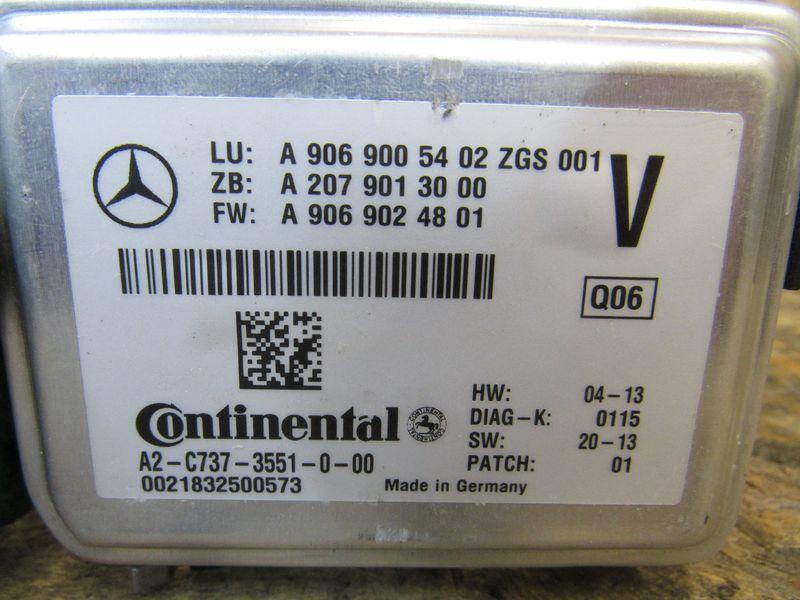 LU: A 906 900 54 02 ZGS 001
ZB: A 207 901 30 00
FW: A 906 902 48 01
V
Q06
HW: 04-13
DIAG-K: 0115
SW: 20-13
PATCH: 01
Continental
A2-C737-3551-0-00
0021832500573
Made in Germany